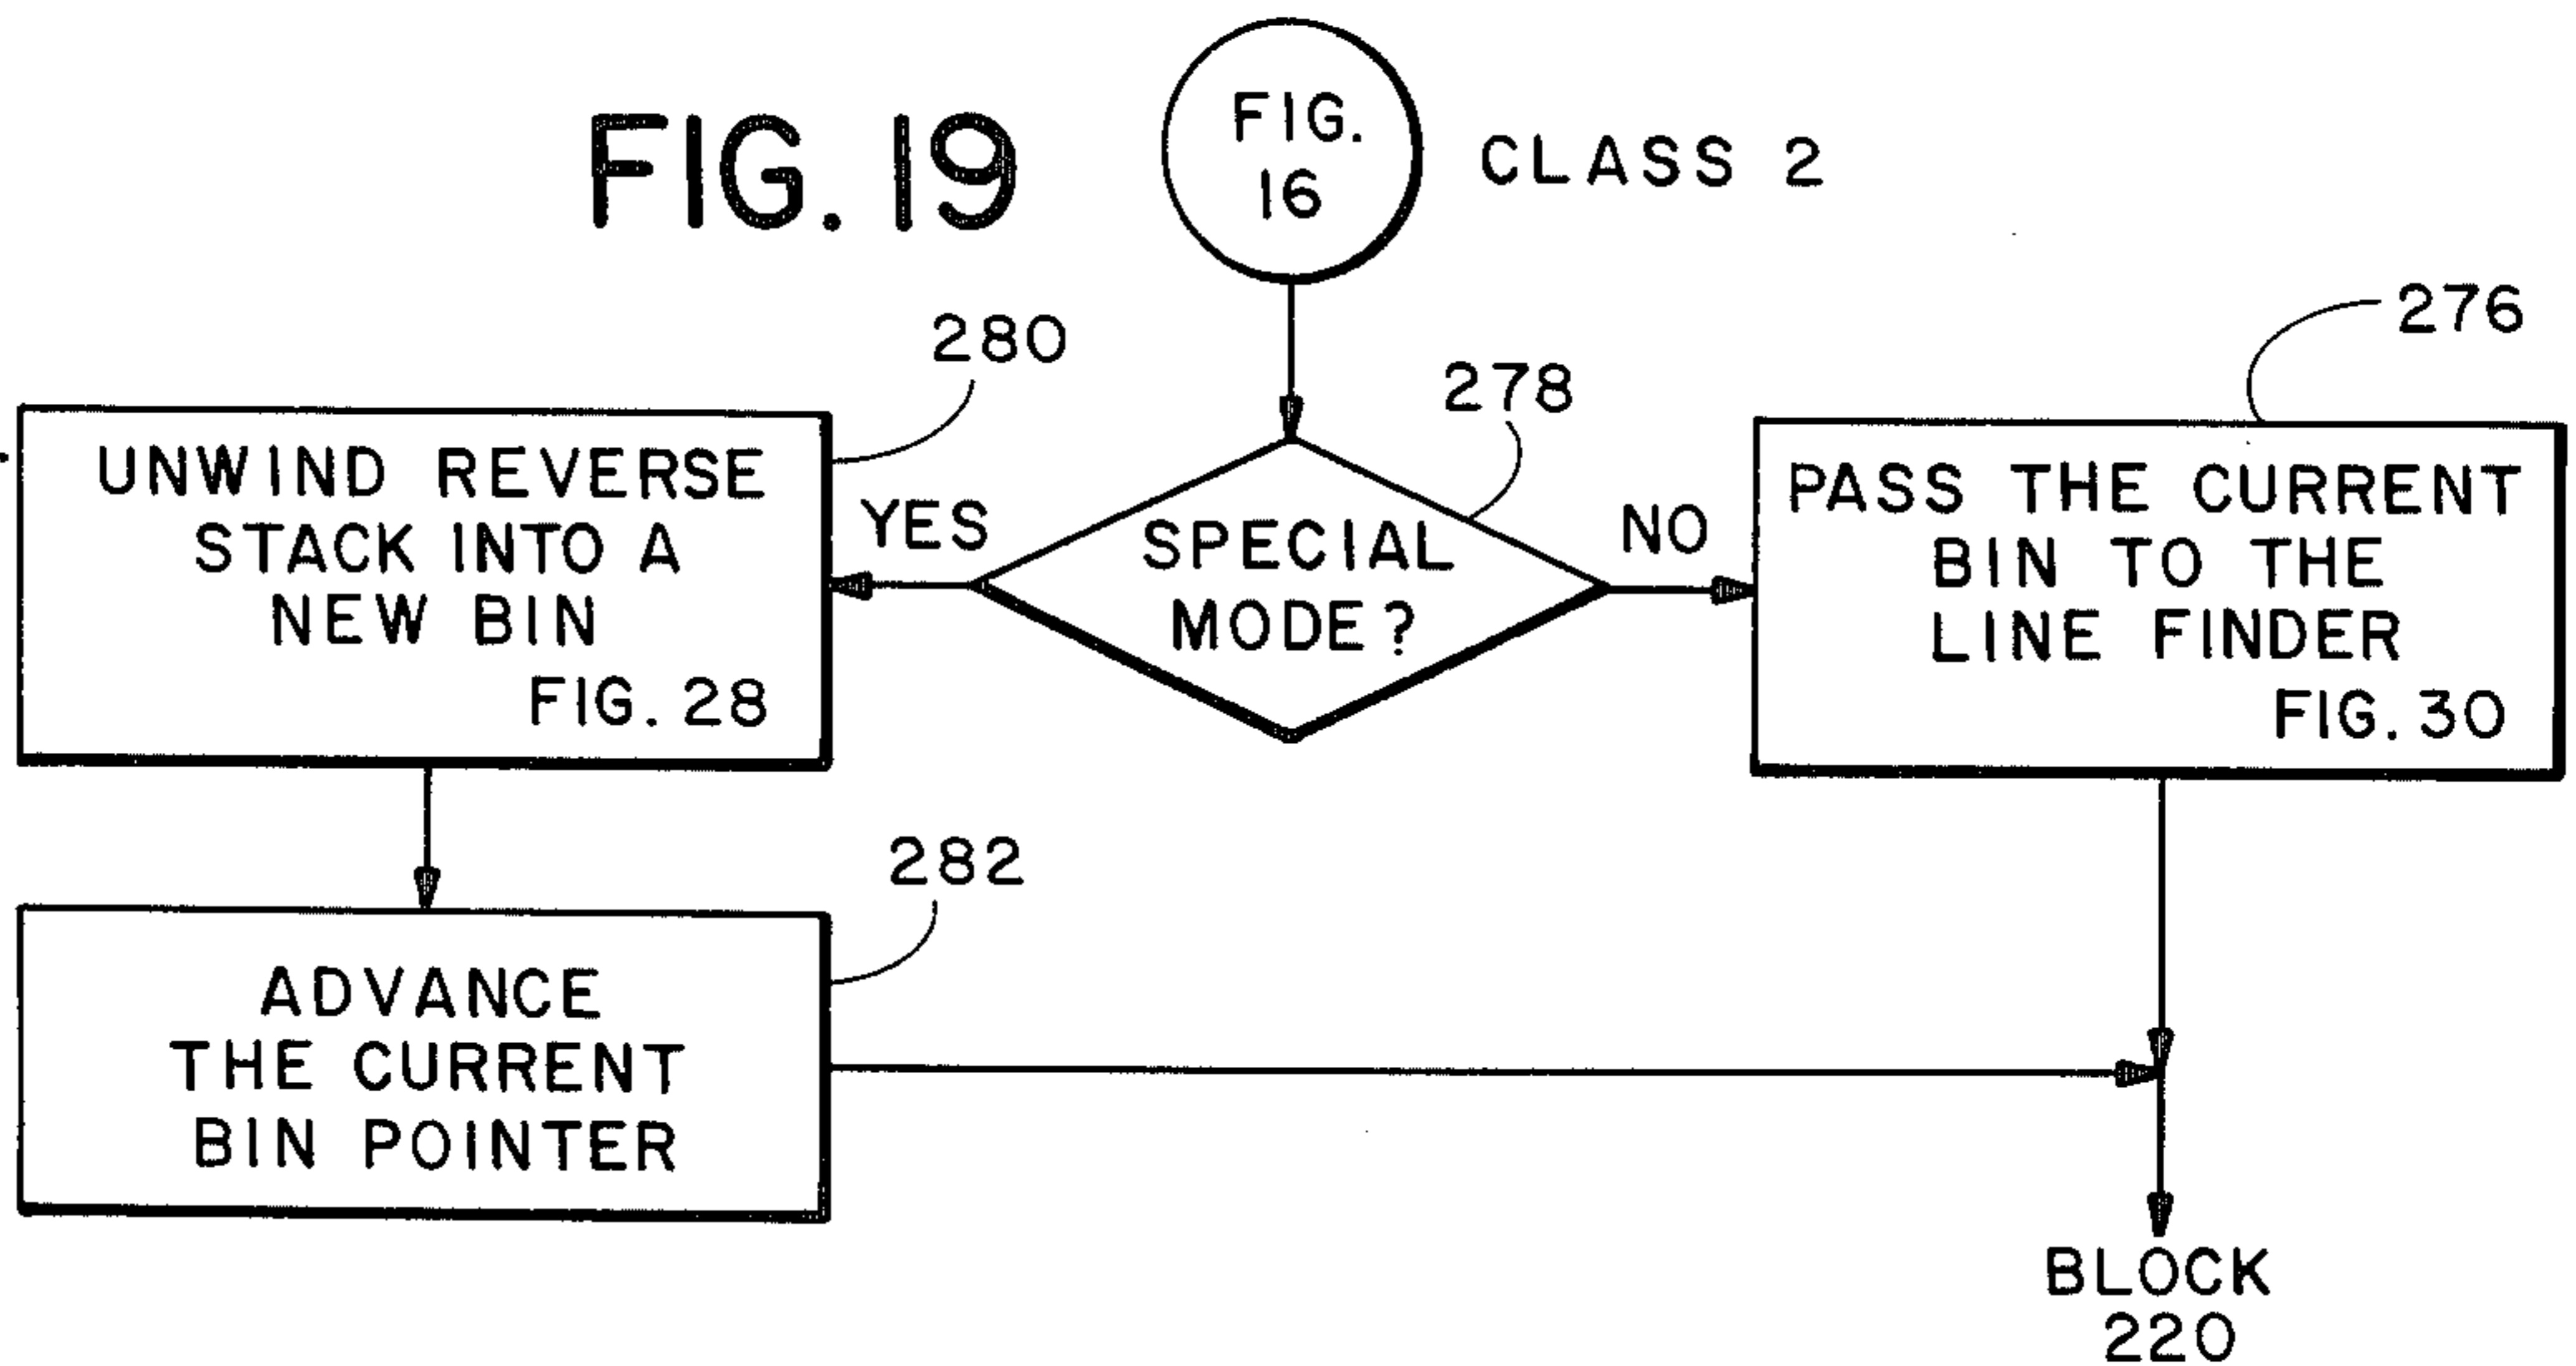 FIG. 19
FIG.
16
CLASS 2
280
278
276
UNWIND REVERSE
STACK INTO A
NEW BIN
FIG. 28
YES
SPECIAL
MODE?
NO
PASS THE CURRENT
BIN TO THE
LINE FINDER
FIG. 30
282
ADVANCE
THE CURRENT
BIN POINTER
BLOCK
220